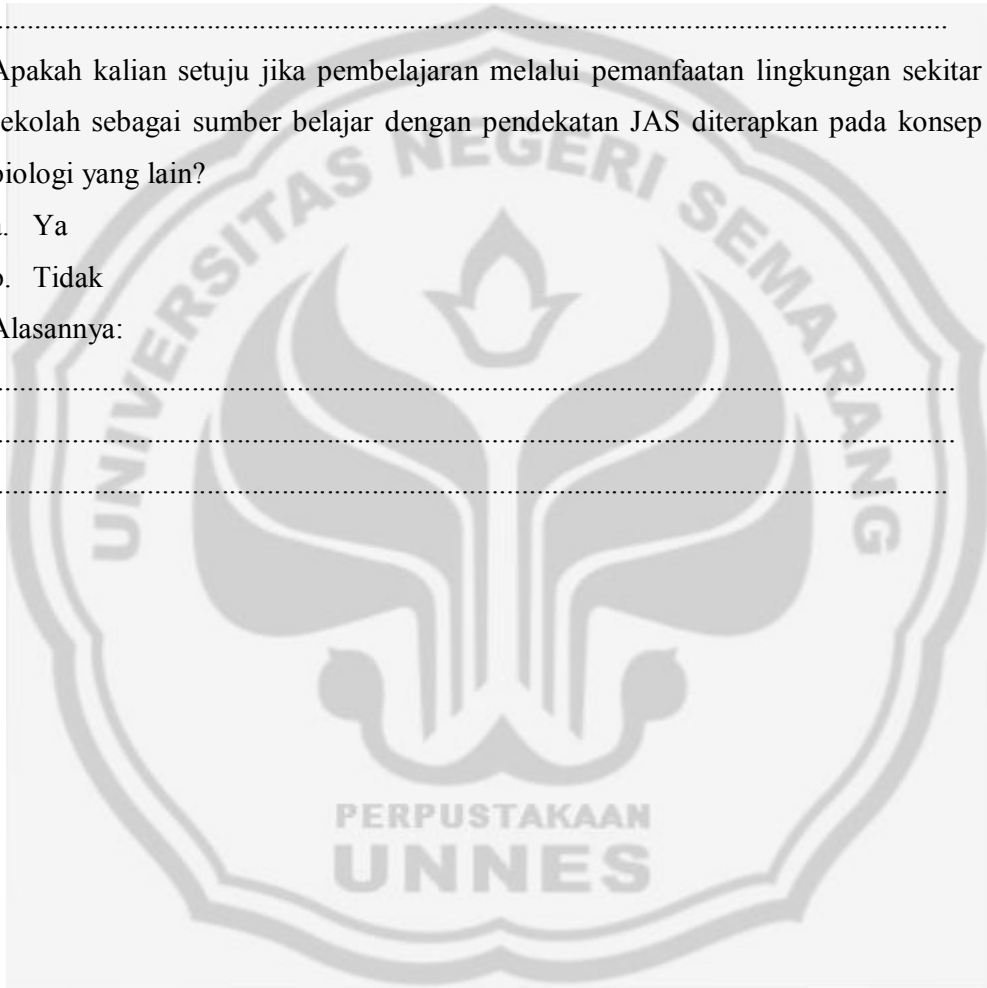 ................................................................................................................
Apakah kalian setuju jika pembelajaran melalui pemanfaatan lingkungan sekitar
sekolah sebagai sumber belajar dengan pendekatan JAS diterapkan pada konsep
biologi yang lain?
a. Ya
b. Tidak
Alasannya:
................................................................................................................
................................................................................................................
................................................................................................................
UNIVERSITAS NEGERI SEMARANG
PERPUSTAKAAN
UNNES